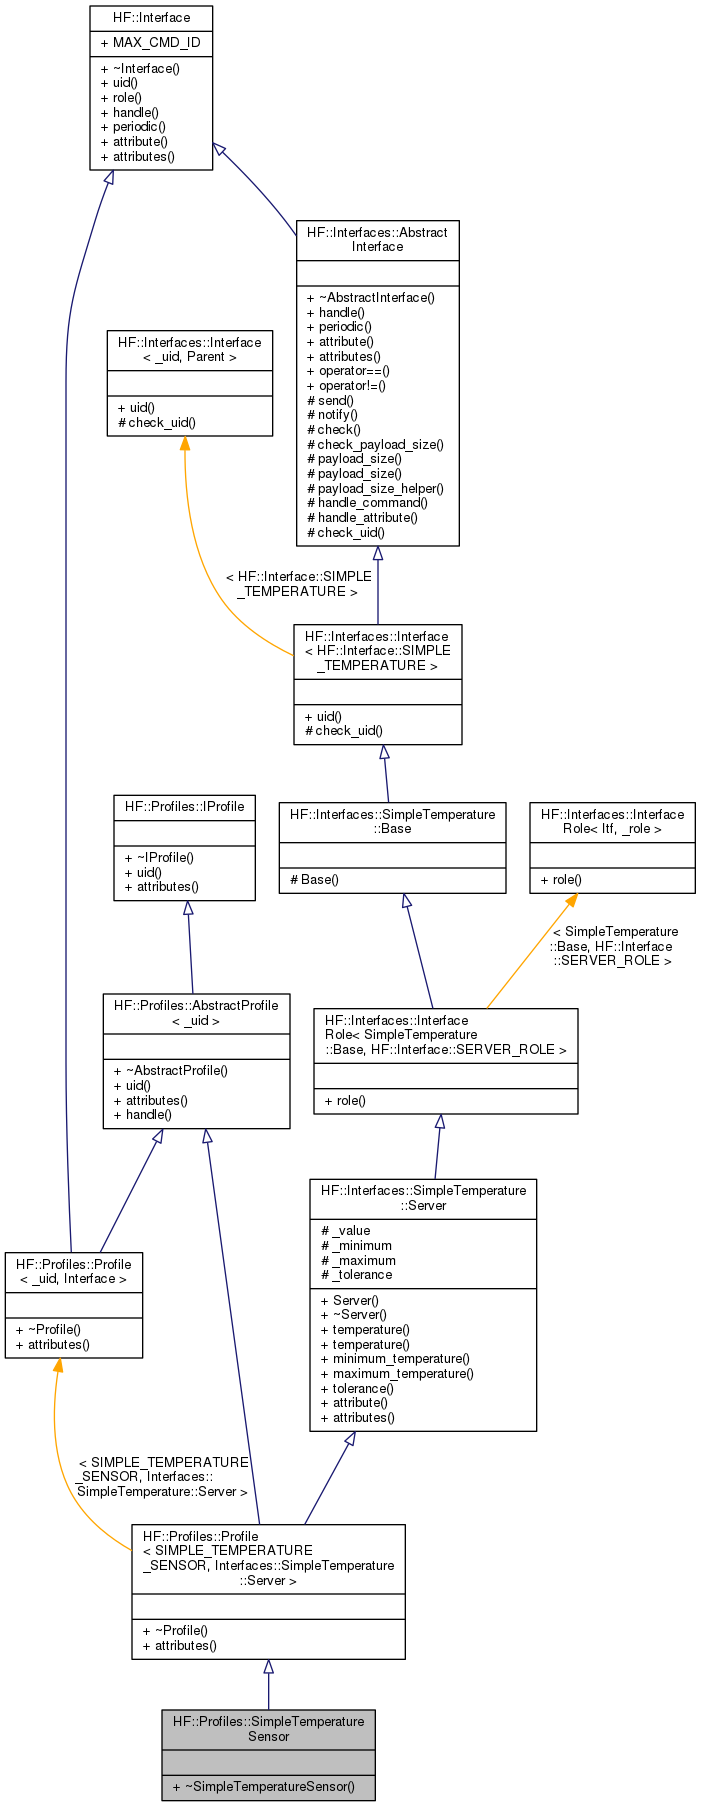 HF::Interface
+ MAX_CMD_ID
+ ~Interface()
+ uid()
+ role()
+ handle()
+ periodic()
+ attribute()
+ attributes()
HF::Interfaces::Abstract
Interface
+ ~AbstractInterface()
+ handle()
+ periodic()
+ attribute()
+ attributes()
+ operator==()
+ operator!=()
# send()
# notify()
# check()
# check_payload_size()
# payload_size()
# payload_size()
# payload_size_helper()
# handle_command()
# handle_attribute()
# check_uid()
HF::Interfaces::Interface
< _uid, Parent >
+ uid()
# check_uid()
< HF::Interface::SIMPLE
_TEMPERATURE >
HF::Interfaces::Interface
< HF::Interface::SIMPLE
_TEMPERATURE >
+ uid()
# check_uid()
HF::Profiles::IProfile
+ ~IProfile()
+ uid()
+ attributes()
HF::Interfaces::SimpleTemperature
::Base
# Base()
HF::Interfaces::Interface
Role< Itf, _role >
+ role()
< SimpleTemperature
::Base, HF::Interface
::SERVER_ROLE >
HF::Profiles::AbstractProfile
< _uid >
+ ~AbstractProfile()
+ uid()
+ attributes()
+ handle()
HF::Interfaces::Interface
Role< SimpleTemperature
::Base, HF::Interface::SERVER_ROLE >
+ role()
HF::Interfaces::SimpleTemperature
::Server
# _value
# _minimum
# _maximum
# _tolerance
+ Server()
+ ~Server()
+ temperature()
+ temperature()
+ minimum_temperature()
+ maximum_temperature()
+ tolerance()
+ attribute()
+ attributes()
HF::Profiles::Profile
< _uid, Interface >
+ ~Profile()
+ attributes()
< SIMPLE_TEMPERATURE
_SENSOR, Interfaces::
SimpleTemperature::Server >
HF::Profiles::Profile
< SIMPLE_TEMPERATURE
_SENSOR, Interfaces::SimpleTemperature
::Server >
+ ~Profile()
+ attributes()
HF::Profiles::SimpleTemperature
Sensor
+ ~SimpleTemperatureSensor()